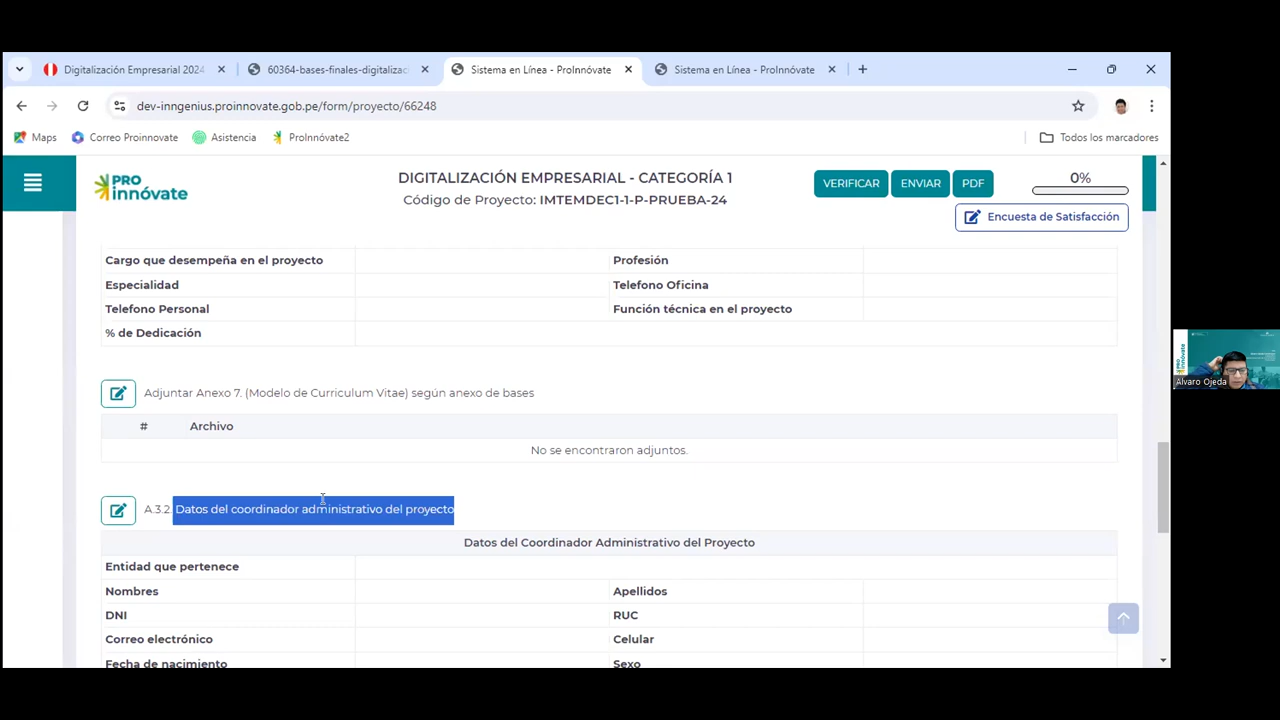 Digitalización Empresarial 2024
60364-bases-finales-digitalizac
Sistema en Línea - ProInnóvate
Sistema en Línea - ProInnóvate
dev-inngenius.proinnovate.gob.pe/form/proyecto/66248
Maps
Correo Proinnovate
Asistencia
ProInnóvate2
Todos los marcadores
PRO
innóvate
DIGITALIZACIÓN EMPRESARIAL - CATEGORÍA 1
Código de Proyecto: IMTEMDEC1-1-P-PRUEBA-24
VERIFICAR
ENVIAR
PDF
0%
Encuesta de Satisfacción
Cargo que desempeña en el proyecto
Profesión
Especialidad
Telefono Oficina
Telefono Personal
Función técnica en el proyecto
% de Dedicación
Adjuntar Anexo 7. (Modelo de Curriculum Vitae) según anexo de bases
# Archivo
No se encontraron adjuntos.
A.3.2. Datos del coordinador administrativo del proyecto
Datos del Coordinador Administrativo del Proyecto
Entidad que pertenece
Nombres
Apellidos
DNI
RUC
Correo electrónico
Celular
Fecha de nacimiento
Sexo
Alvaro Ojeda